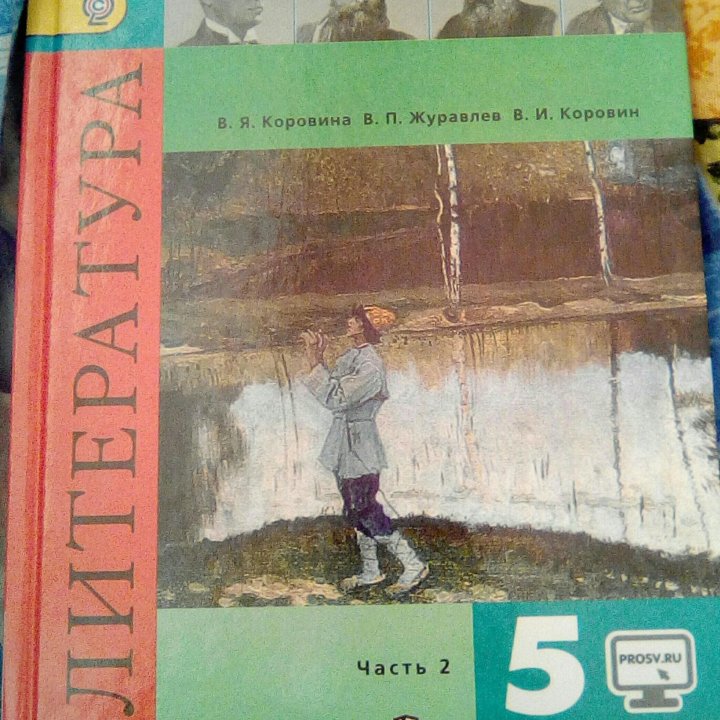 В. Я. Коровина В. П. Журавлев В. И. Коровин
ЛИТЕРАТУРА
Часть 2
5
PROSV.RU